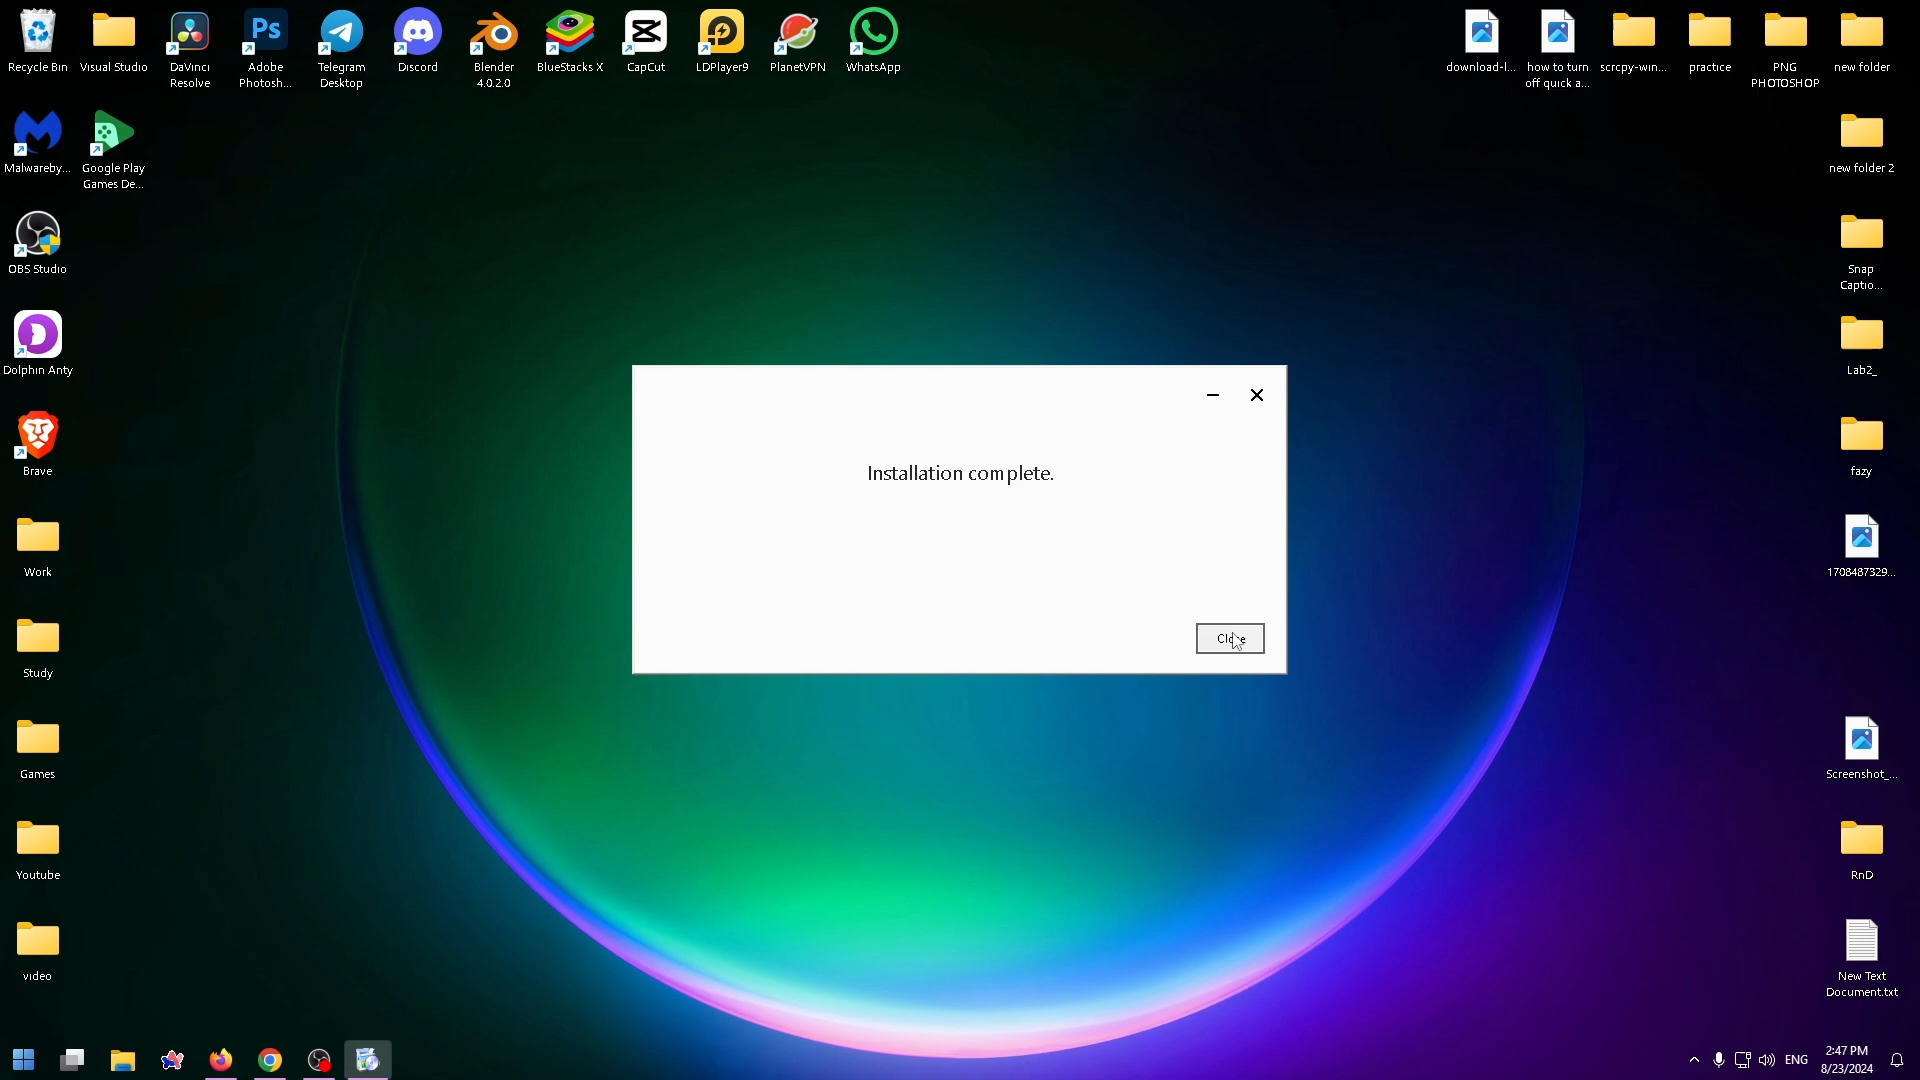 Recycle Bin
Visual Studio
DaVinci
Resolve
Ps
Adobe
Photosh...
Telegram
Desktop
Discord
Blender
4.0.2.0
BlueStacks X
CapCut
LDPlayer9
PlanetVPN
WhatsApp
download-l...
how to turn
off quick a...
scrcpy-win...
practice
PNG
PHOTOSHOP
new folder
Malwareby...
Google Play
Games De...
new folder 2
OBS Studio
Snap
Captio...
Dolphin Anty
Lab2_
Brave
fazy
Installation complete.
Work
1708487329...
Close
Study
Games
Screenshot_...
Youtube
RnD
video
New Text
Document.txt
ENG
2:47 PM
8/23/2024